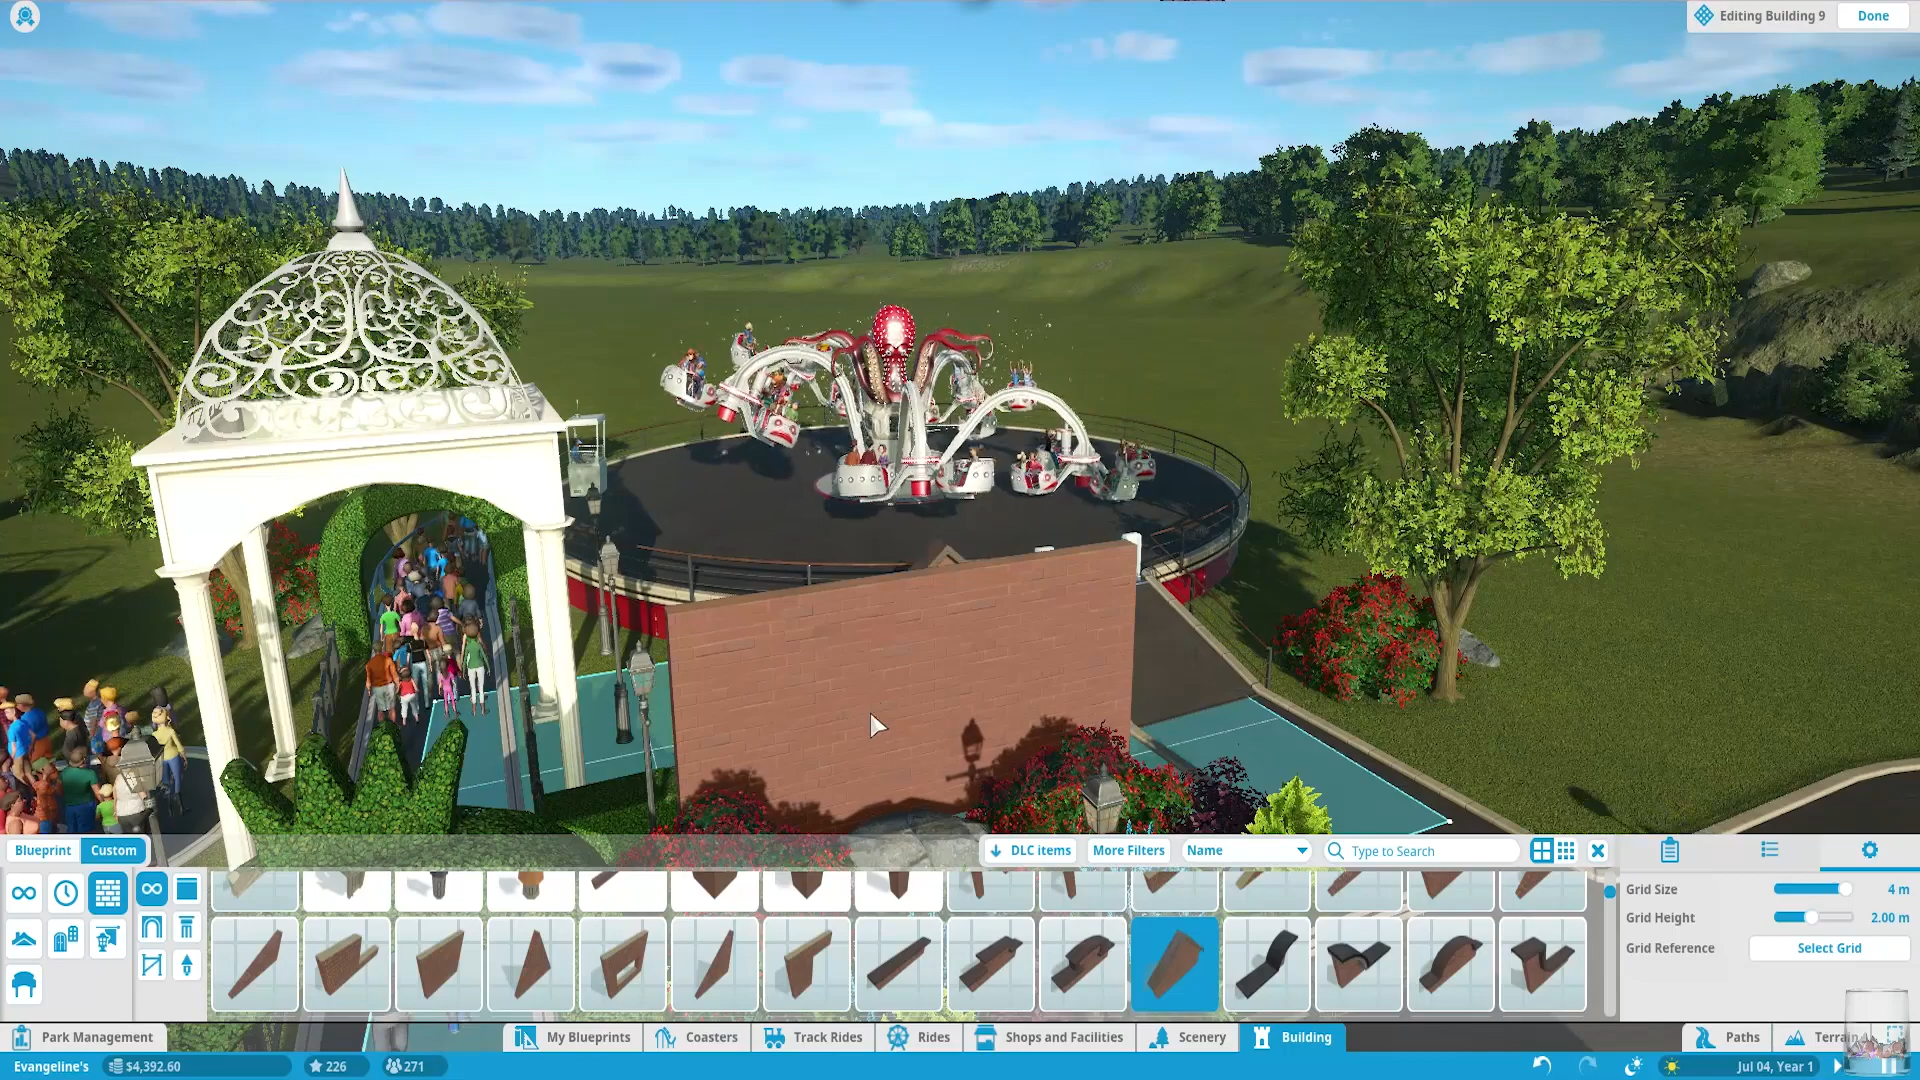 Editing Building 9
Done
Blueprint
Custom
DLC items
More Filters
Name
Type to Search
Grid Size
4 m
Grid Height
2.00 m
Grid Reference
Select Grid
Park Management
My Blueprints
Coasters
Track Rides
Rides
Shops and Facilities
Scenery
Building
Paths
Terrain
Evangeline's
$4,392.60
226
271
Jul 04, Year 1